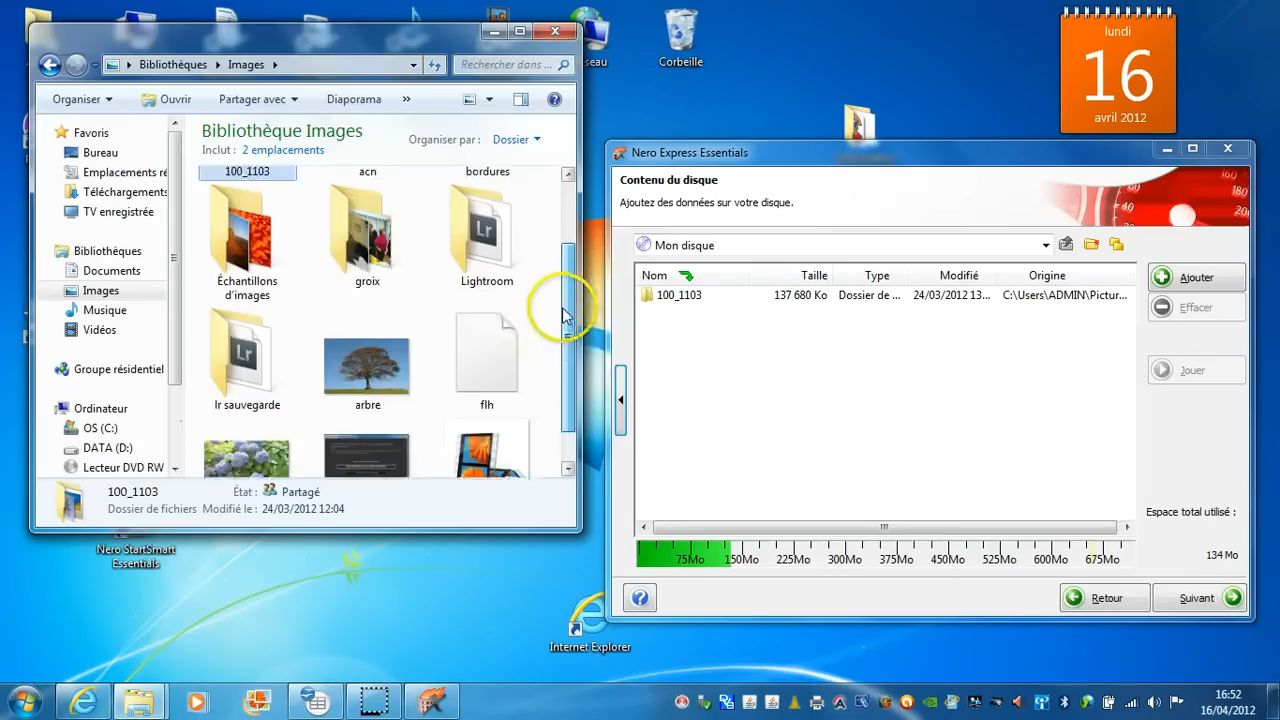 Corbeille
lundi
16
avril 2012
Bibliothèques
Images
Rechercher dans ...
Organiser
Ouvrir
Partager avec
Diaporama
»
Favoris
Bureau
Emplacements ré
Téléchargements
TV enregistrée
Bibliothèques
Documents
Images
Musique
Vidéos
Groupe résidentiel
Ordinateur
OS (C:)
DATA (D:)
Lecteur DVD RW
Bibliothèque Images
Inclut : 2 emplacements
Organiser par : Dossier
100_1103
acn
bordures
Échantillons
d'images
groix
Lightroom
lr sauvegarde
arbre
flh
100_1103
État : Partagé
Dossier de fichiers
Modifié le : 24/03/2012 12:04
Nero Express Essentials
Contenu du disque
Ajoutez des données sur votre disque.
Mon disque
Nom Taille Type Modifié Origine
100_1103 137 680 Ko Dossier de ... 24/03/2012 13... C:\Users\ADMIN\Pictur...
Ajouter
Effacer
Jouer
Espace total utilisé :
134 Mo
75Mo 150Mo 225Mo 300Mo 375Mo 450Mo 525Mo 600Mo 675Mo
Retour
Suivant
Nero StartSmart
Essentials
Internet Explorer
16:52
16/04/2012